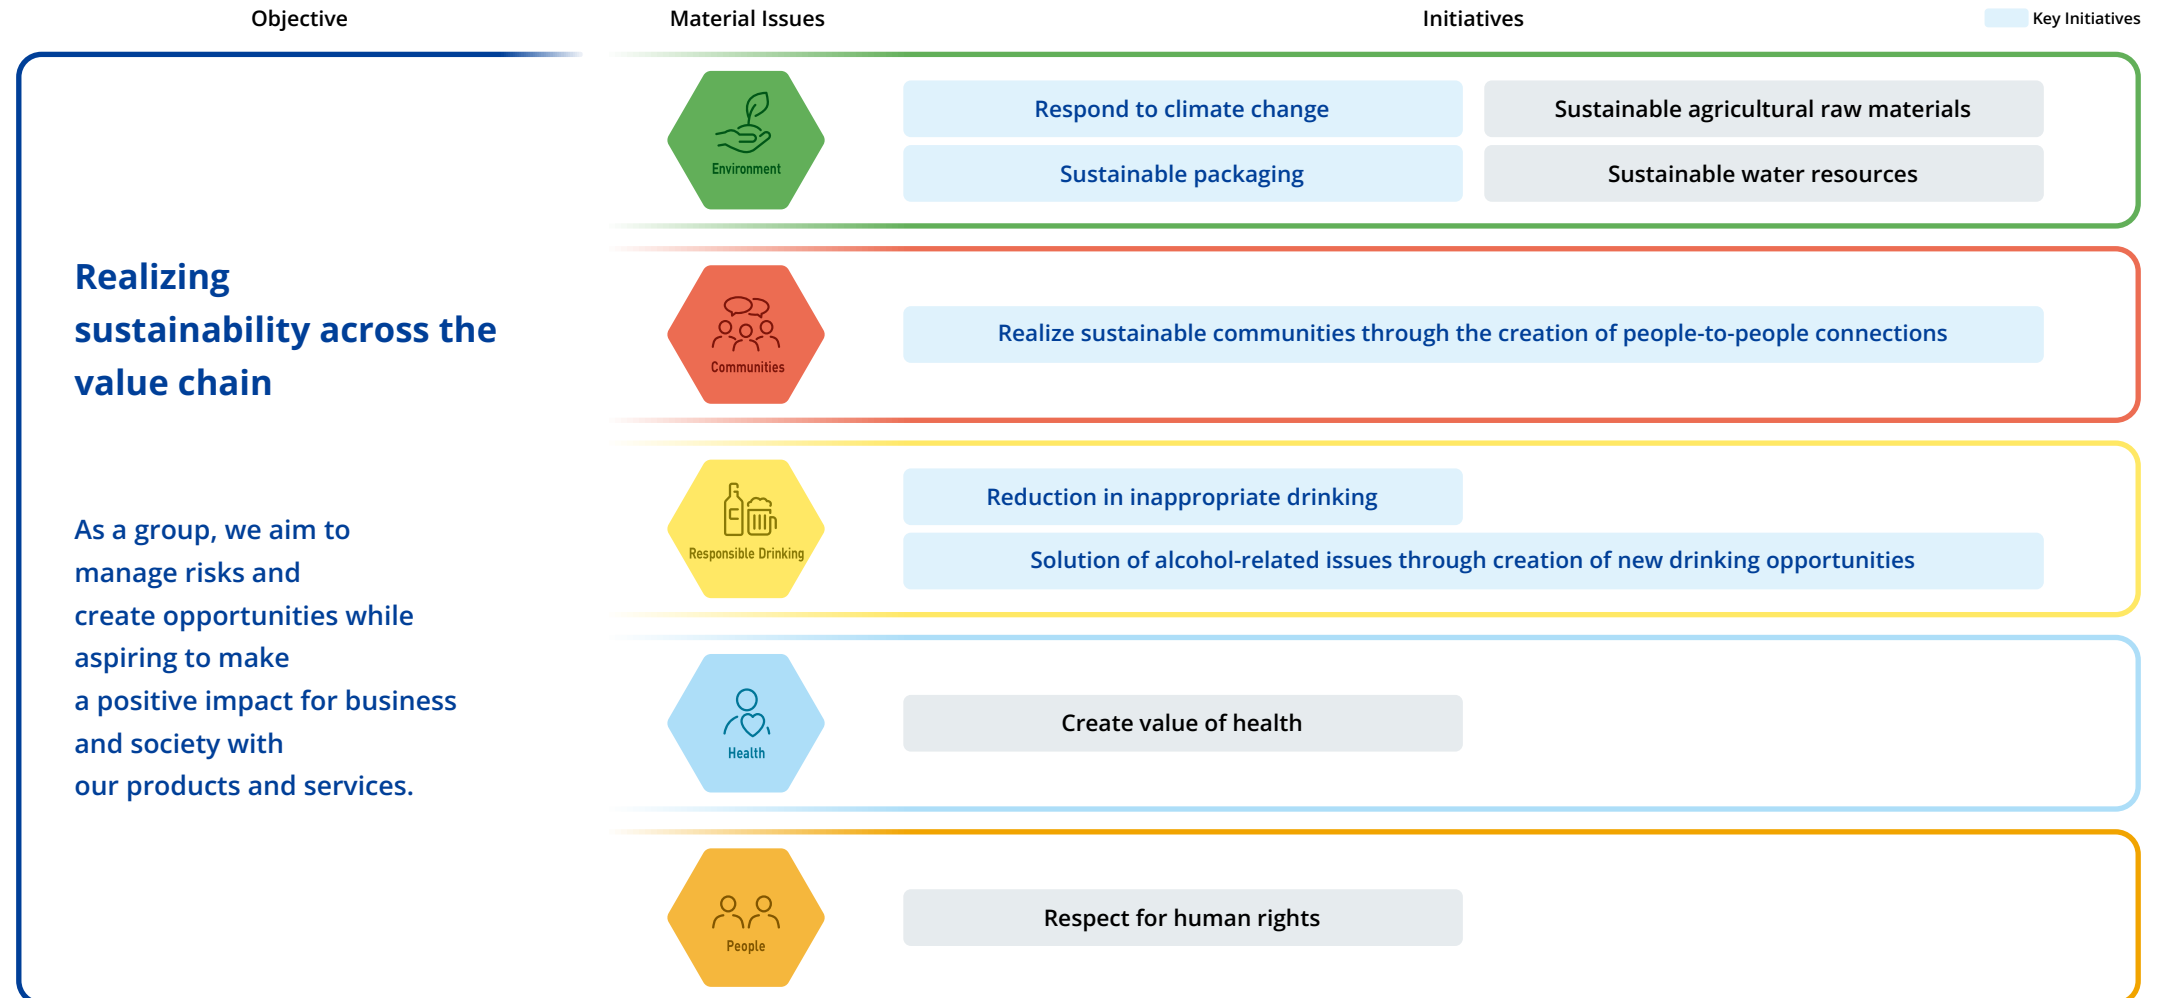 Objective
Material Issues
Initiatives
Key Initiatives
Realizing
sustainability across the
value chain
As a group, we aim to
manage risks and
create opportunities while
aspiring to make
a positive impact for business
and society with
our products and services.
Environment
Respond to climate change
Sustainable agricultural raw materials
Sustainable packaging
Sustainable water resources
Communities
Realize sustainable communities through the creation of people-to-people connections
Responsible Drinking
Reduction in inappropriate drinking
Solution of alcohol-related issues through creation of new drinking opportunities
Health
Create value of health
People
Respect for human rights